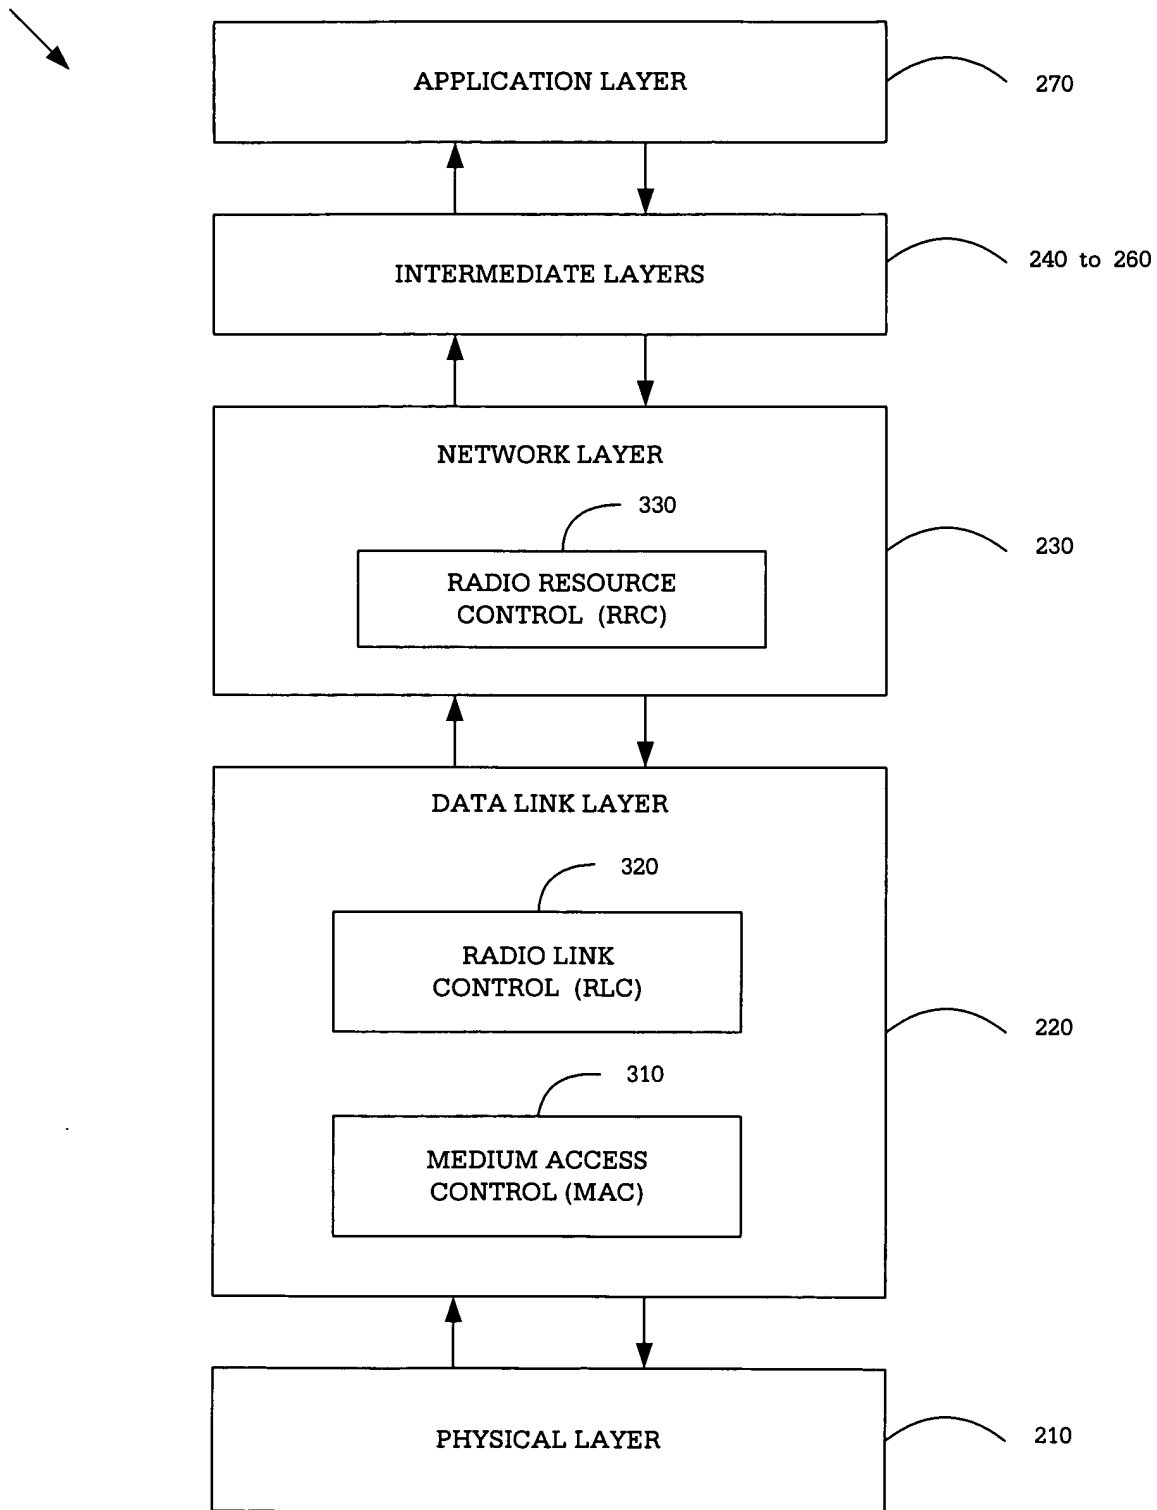 APPLICATION LAYER
270
INTERMEDIATE LAYERS
240 to 260
NETWORK LAYER
330
RADIO RESOURCE
CONTROL (RRC)
230
DATA LINK LAYER
320
RADIO LINK
CONTROL (RLC)
220
310
MEDIUM ACCESS
CONTROL (MAC)
PHYSICAL LAYER
210